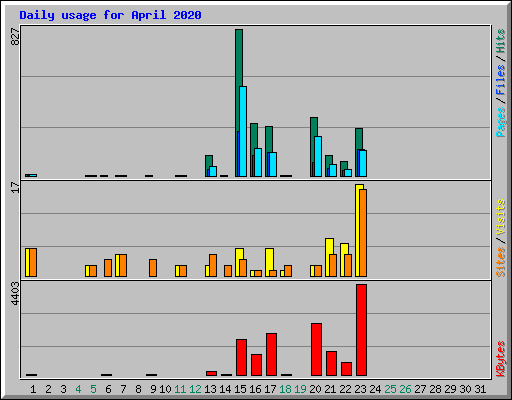 Daily usage for April 2020
827
Pages/Files/Hits
17
Sites/Visits
4403
KBytes
1 2 3 4 5 6 7 8 9 10 11 12 13 14 15 16 17 18 19 20 21 22 23 24 25 26 27 28 29 30 31